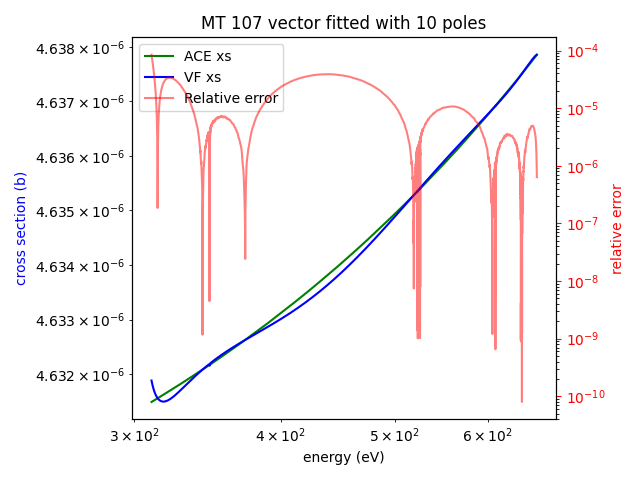 MT 107 vector fitted with 10 poles
ACE xs
VF xs
Relative error
cross section (b)
4.638 × 10⁻⁶
4.637 × 10⁻⁶
4.636 × 10⁻⁶
4.635 × 10⁻⁶
4.634 × 10⁻⁶
4.633 × 10⁻⁶
4.632 × 10⁻⁶
10⁻⁴
10⁻⁵
10⁻⁶
10⁻⁷
10⁻⁸
10⁻⁹
10⁻¹⁰
relative error
3 × 10²
4 × 10²
5 × 10²
6 × 10²
energy (eV)